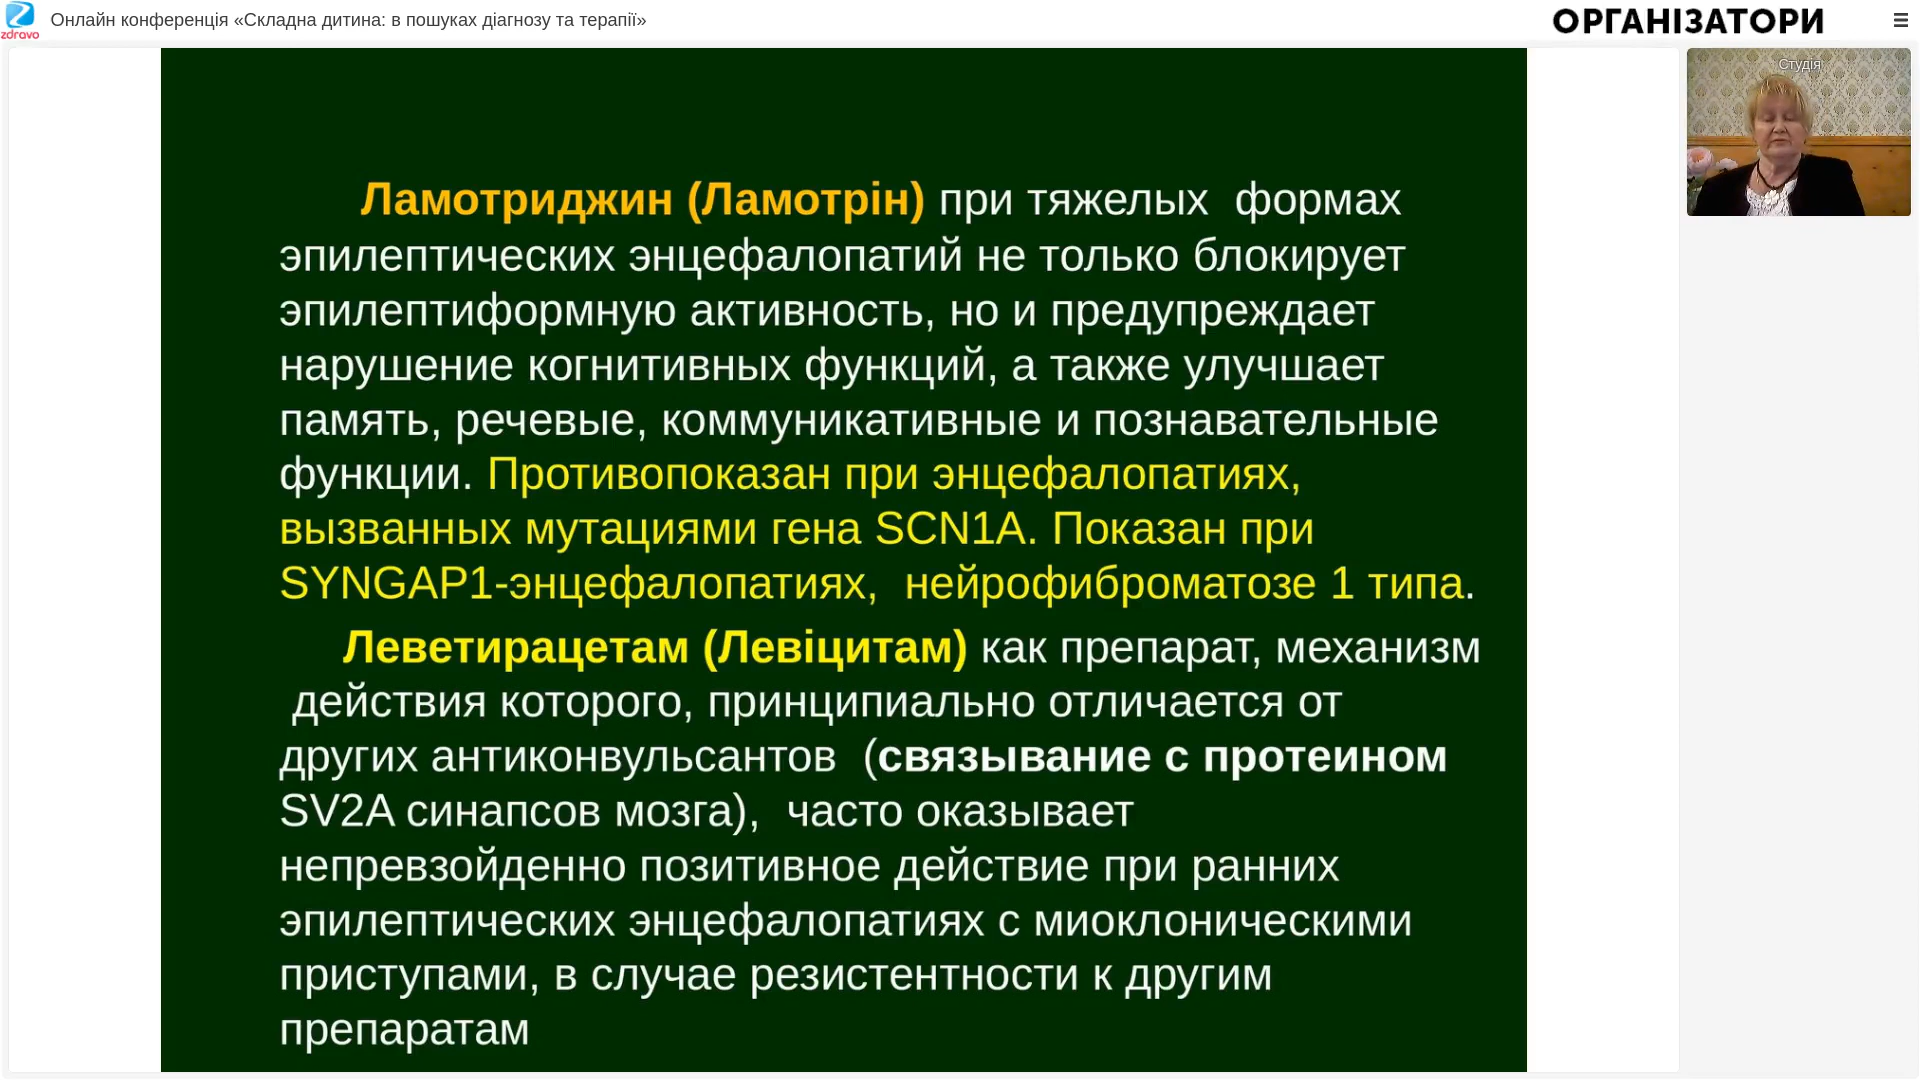 zdravo
Онлайн конференція «Складна дитина: в пошуках діагнозу та терапії»
ОРГАНІЗАТОРИ
Студія
Ламотриджин (Ламотрін) при тяжелых формах
эпилептических энцефалопатий не только блокирует
эпилептиформную активность, но и предупреждает
нарушение когнитивных функций, а также улучшает
память, речевые, коммуникативные и познавательные
функции. Противопоказан при энцефалопатиях,
вызванных мутациями гена SCN1A. Показан при
SYNGAP1-энцефалопатиях, нейрофиброматозе 1 типа.
Леветирацетам (Левіцитам) как препарат, механизм
действия которого, принципиально отличается от
других антиконвульсантов (связывание с протеином
SV2A синапсов мозга), часто оказывает
непревзойденно позитивное действие при ранних
эпилептических энцефалопатиях с миоклоническими
приступами, в случае резистентности к другим
препаратам